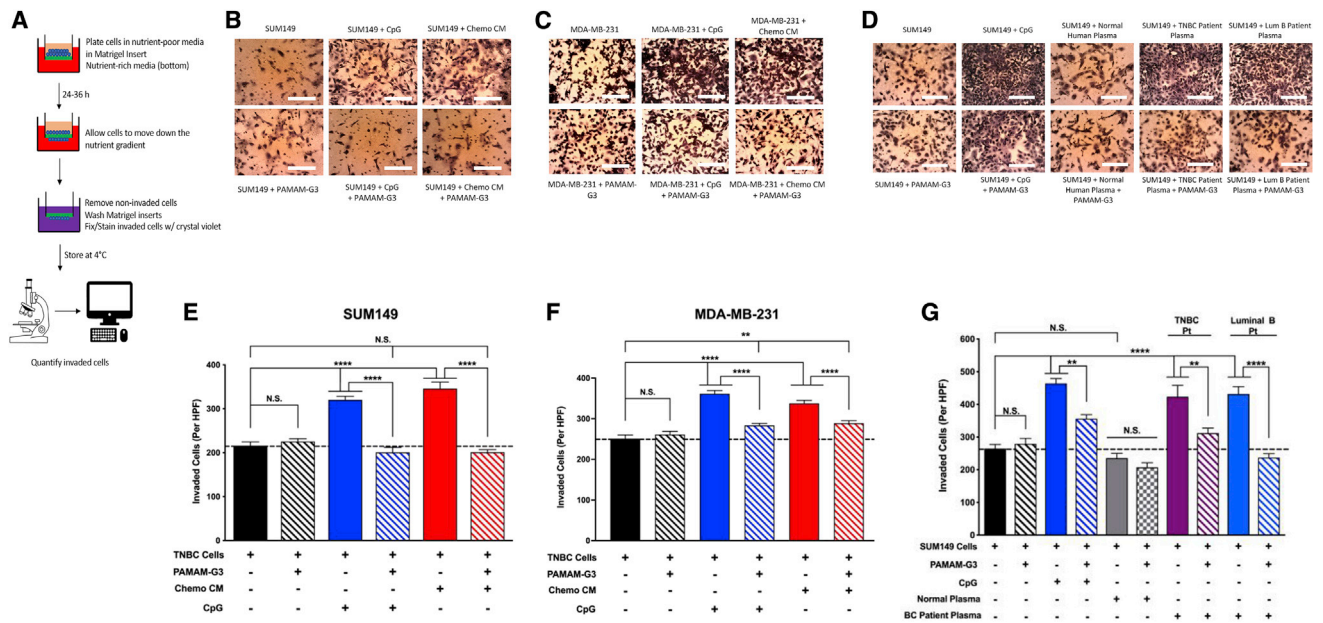 A
Plate cells in nutrient-poor media
in Matrigel Insert
Nutrient-rich media (bottom)
24-36 h
Allow cells to move down the
nutrient gradient
Remove non-invaded cells
Wash Matrigel inserts
Fix/Stain invaded cells w/ crystal violet
Store at 4°C
Quantify invaded cells
B
SUM149
SUM149 + CpG
SUM149 + Chemo CM
SUM149 + PAMAM-G3
SUM149 + CpG
+ PAMAM-G3
SUM149 + Chemo CM
+ PAMAM-G3
C
MDA-MB-231
MDA-MB-231 + CpG
MDA-MB-231 +
Chemo CM
MDA-MB-231 + PAMAM-
G3
MDA-MB-231 + CpG
+ PAMAM-G3
MDA-MB-231 + Chemo CM
+ PAMAM-G3
D
SUM149
SUM149 + CpG
SUM149 + Normal
Human Plasma
SUM149 + TNBC Patient
Plasma
SUM149 + Lum B Patient
Plasma
SUM149 + PAMAM-G3
SUM149 + CpG
+ PAMAM-G3
SUM149 + Normal
Human Plasma +
PAMAM-G3
SUM149 + TNBC Patient
Plasma + PAMAM-G3
SUM149 + Lum B Patient
Plasma + PAMAM-G3
E
SUM149
N.S.
**** ****
N.S. ****
400
300
200
100
0
Invaded Cells (Per HPF)
TNBC Cells + + + + + +
PAMAM-G3 - + - + - +
Chemo CM - - - - + +
CpG - - + + - -
F
MDA-MB-231
**
**** ****
N.S. ****
400
300
200
100
0
Invaded Cells (Per HPF)
TNBC Cells + + + + + +
PAMAM-G3 - + - + - +
Chemo CM - - - - + +
CpG - - + + - -
G
TNBC
Pt
Luminal B
Pt
N.S.
****
** ** ****
N.S. N.S.
600
500
400
300
200
100
0
Invaded Cells (Per HPF)
SUM149 Cells + + + + + + + + + +
PAMAM-G3 - + - + - + - + - +
CpG - - + + - - - - - -
Normal Plasma - - - - + + - - - -
BC Patient Plasma - - - - - - + + + +